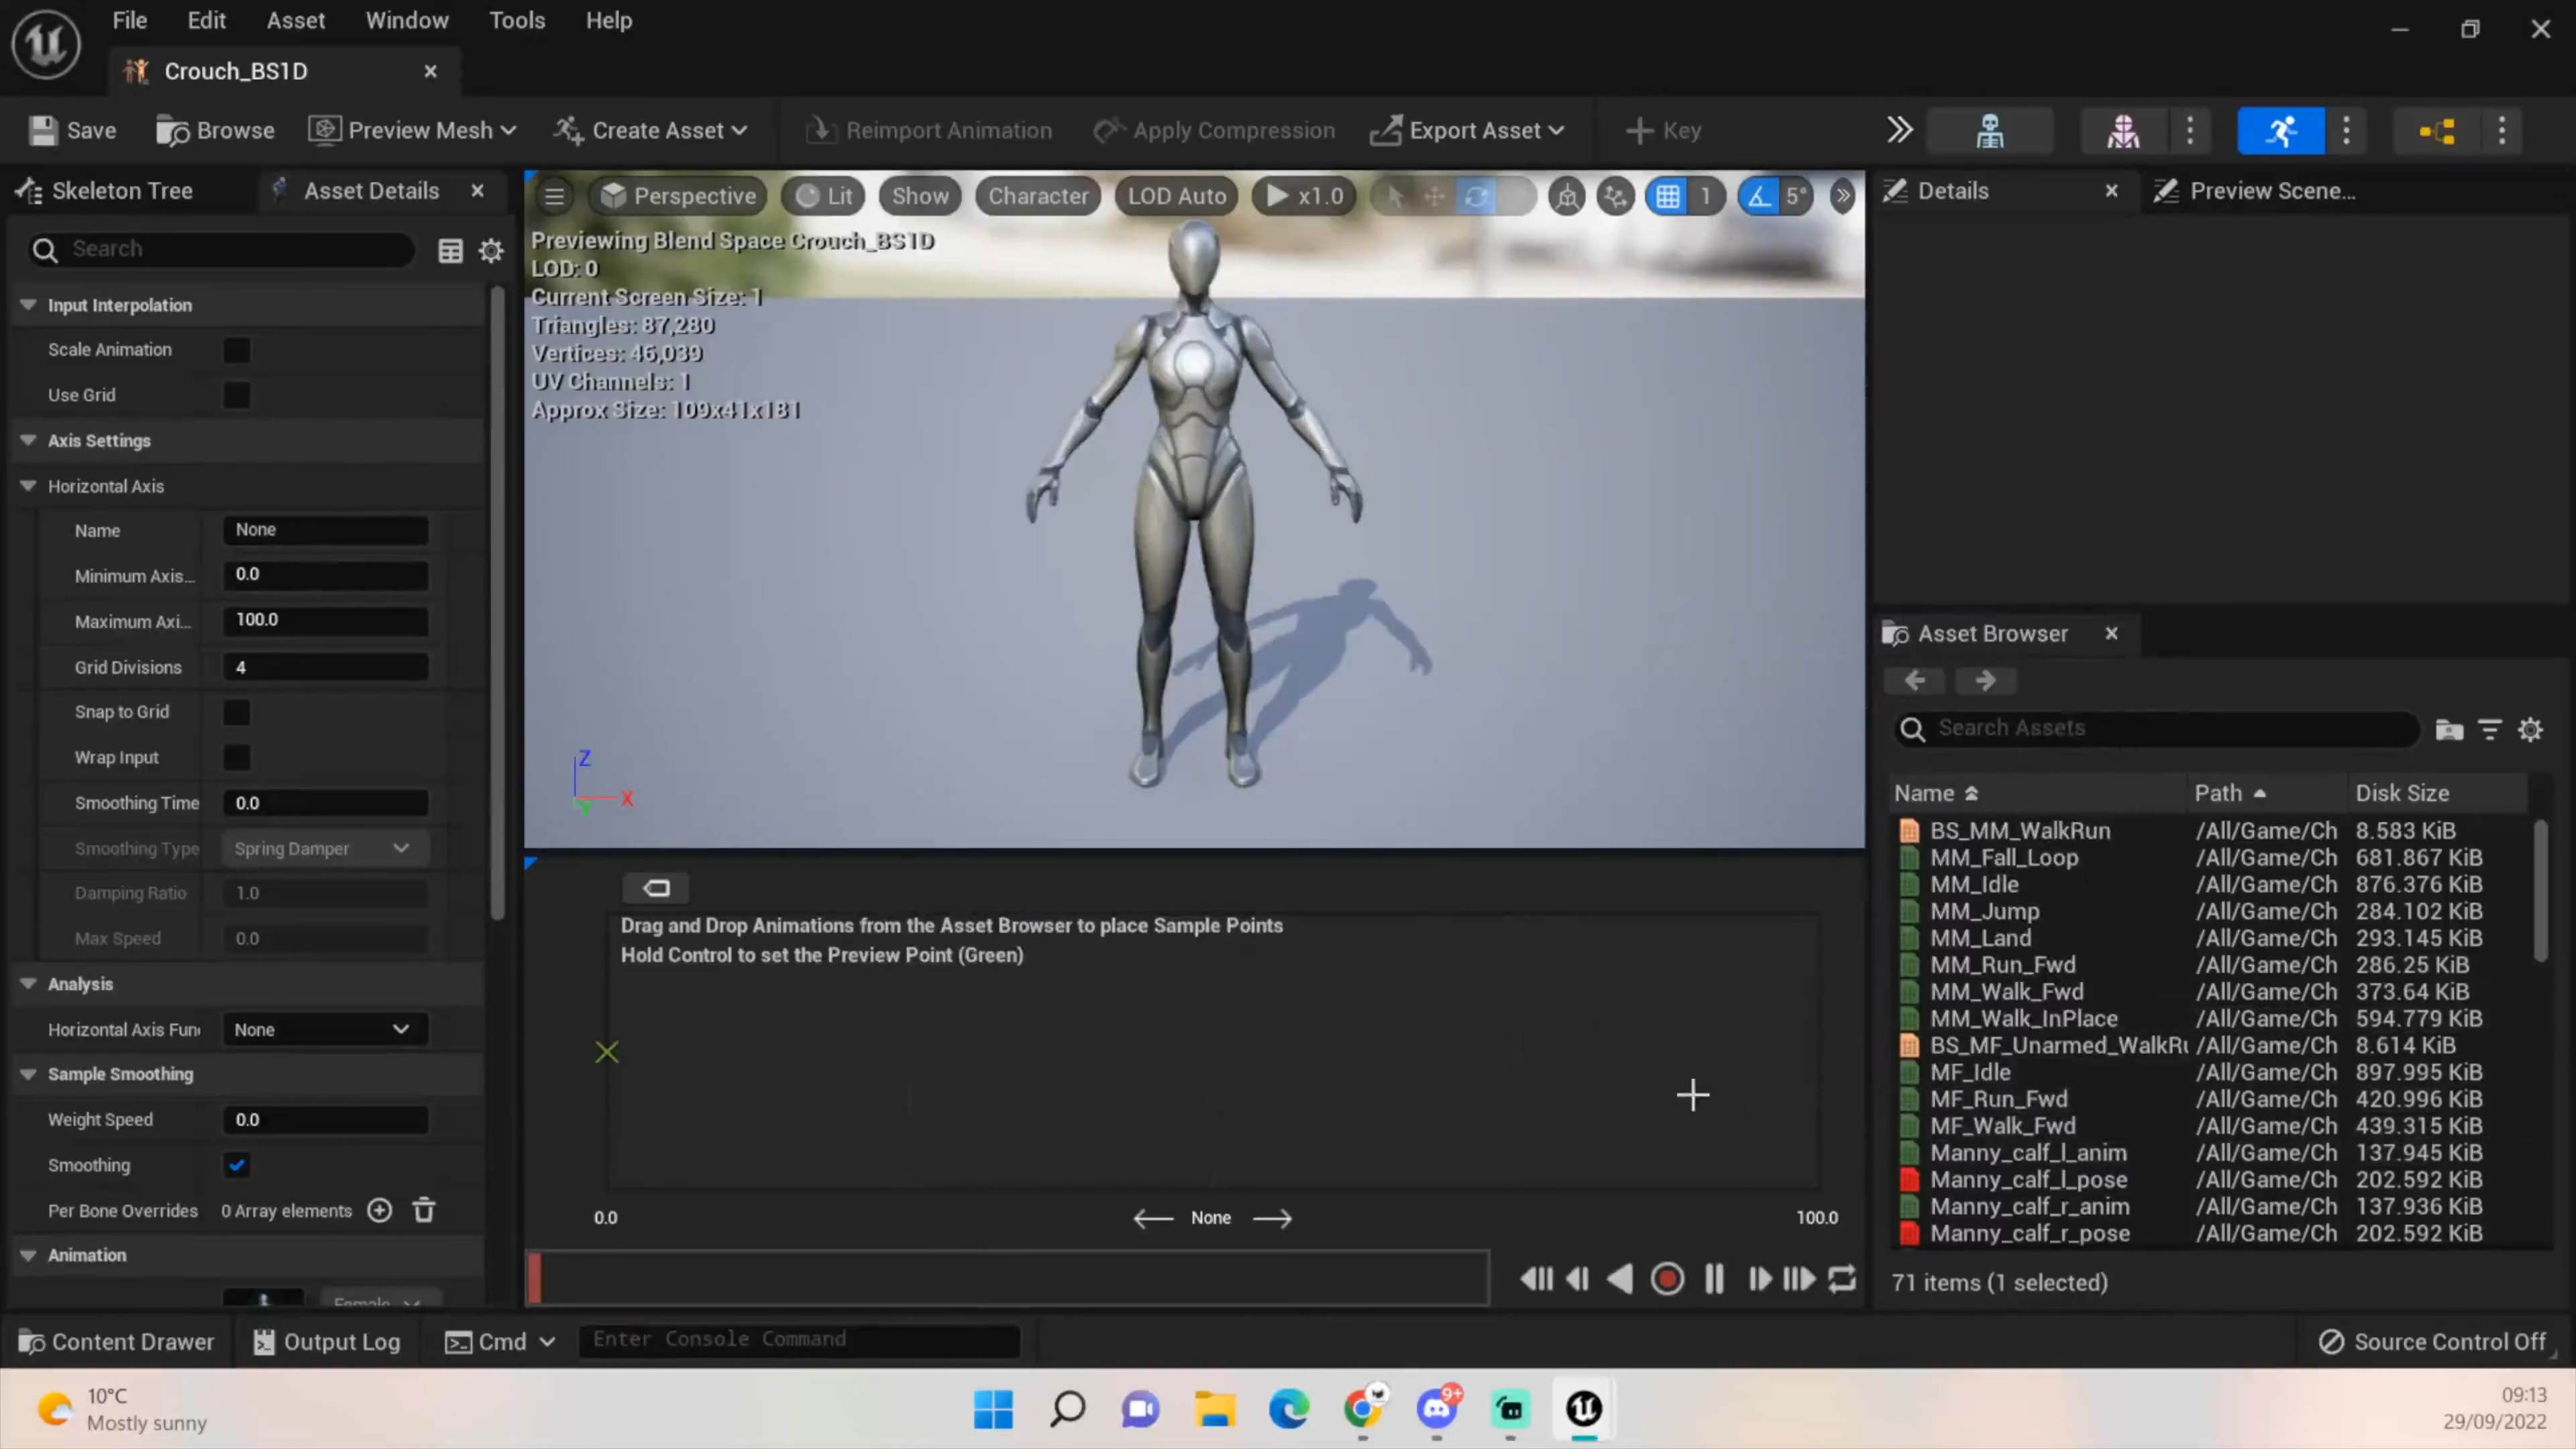 File Edit Asset Window Tools Help
Crouch_BS1D
Save Browse Preview Mesh Create Asset Reimport Animation Apply Compression Export Asset Key
Skeleton Tree Asset Details
Search
Input Interpolation
Scale Animation
Use Grid
Axis Settings
Horizontal Axis
Name None
Minimum Axis... 0.0
Maximum Axi... 100.0
Grid Divisions 4
Snap to Grid
Wrap Input
Smoothing Time 0.0
Smoothing Type Spring Damper
Damping Ratio 1.0
Max Speed 0.0
Analysis
Horizontal Axis Fun None
Sample Smoothing
Weight Speed 0.0
Smoothing
Per Bone Overrides 0 Array elements
Animation
Female
Perspective Lit Show Character LOD Auto x1.0 1 5°
Previewing Blend Space Crouch_BS1D
LOD: 0
Current Screen Size: 1
Triangles: 87,280
Vertices: 46,039
UV Channels: 1
Approx Size: 109x41x181
Z
X
Y
Drag and Drop Animations from the Asset Browser to place Sample Points
Hold Control to set the Preview Point (Green)
0.0 None 100.0
Details Preview Scene...
Asset Browser
Search Assets
Name Path Disk Size
BS_MM_WalkRun /All/Game/Ch 8.583 KiB
MM_Fall_Loop /All/Game/Ch 681.867 KiB
MM_Idle /All/Game/Ch 876.376 KiB
MM_Jump /All/Game/Ch 284.102 KiB
MM_Land /All/Game/Ch 293.145 KiB
MM_Run_Fwd /All/Game/Ch 286.25 KiB
MM_Walk_Fwd /All/Game/Ch 373.64 KiB
MM_Walk_InPlace /All/Game/Ch 594.779 KiB
BS_MF_Unarmed_WalkRu /All/Game/Ch 8.614 KiB
MF_Idle /All/Game/Ch 897.995 KiB
MF_Run_Fwd /All/Game/Ch 420.996 KiB
MF_Walk_Fwd /All/Game/Ch 439.315 KiB
Manny_calf_l_anim /All/Game/Ch 137.945 KiB
Manny_calf_l_pose /All/Game/Ch 202.592 KiB
Manny_calf_r_anim /All/Game/Ch 137.936 KiB
Manny_calf_r_pose /All/Game/Ch 202.592 KiB
71 items (1 selected)
Content Drawer Output Log Cmd Enter Console Command Source Control Off
10°C
Mostly sunny
9+
09:13
29/09/2022